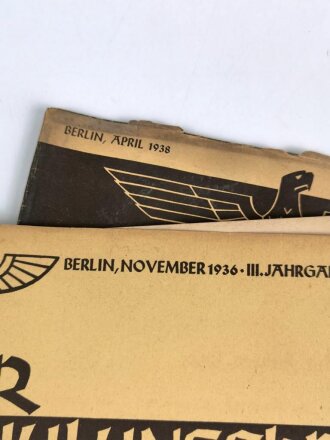 BERLIN, APRIL 1938
BERLIN, NOVEMBER 1936 · III. JAHRGA
R